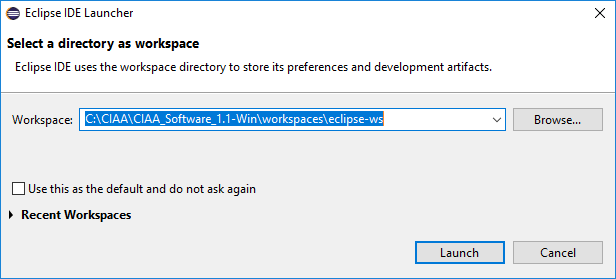 Eclipse IDE Launcher
Select a directory as workspace
Eclipse IDE uses the workspace directory to store its preferences and development artifacts.
Workspace: C:\CIAA\CIAA_Software_1.1-Win\workspaces\eclipse-ws Browse...
Use this as the default and do not ask again
Recent Workspaces
Launch Cancel